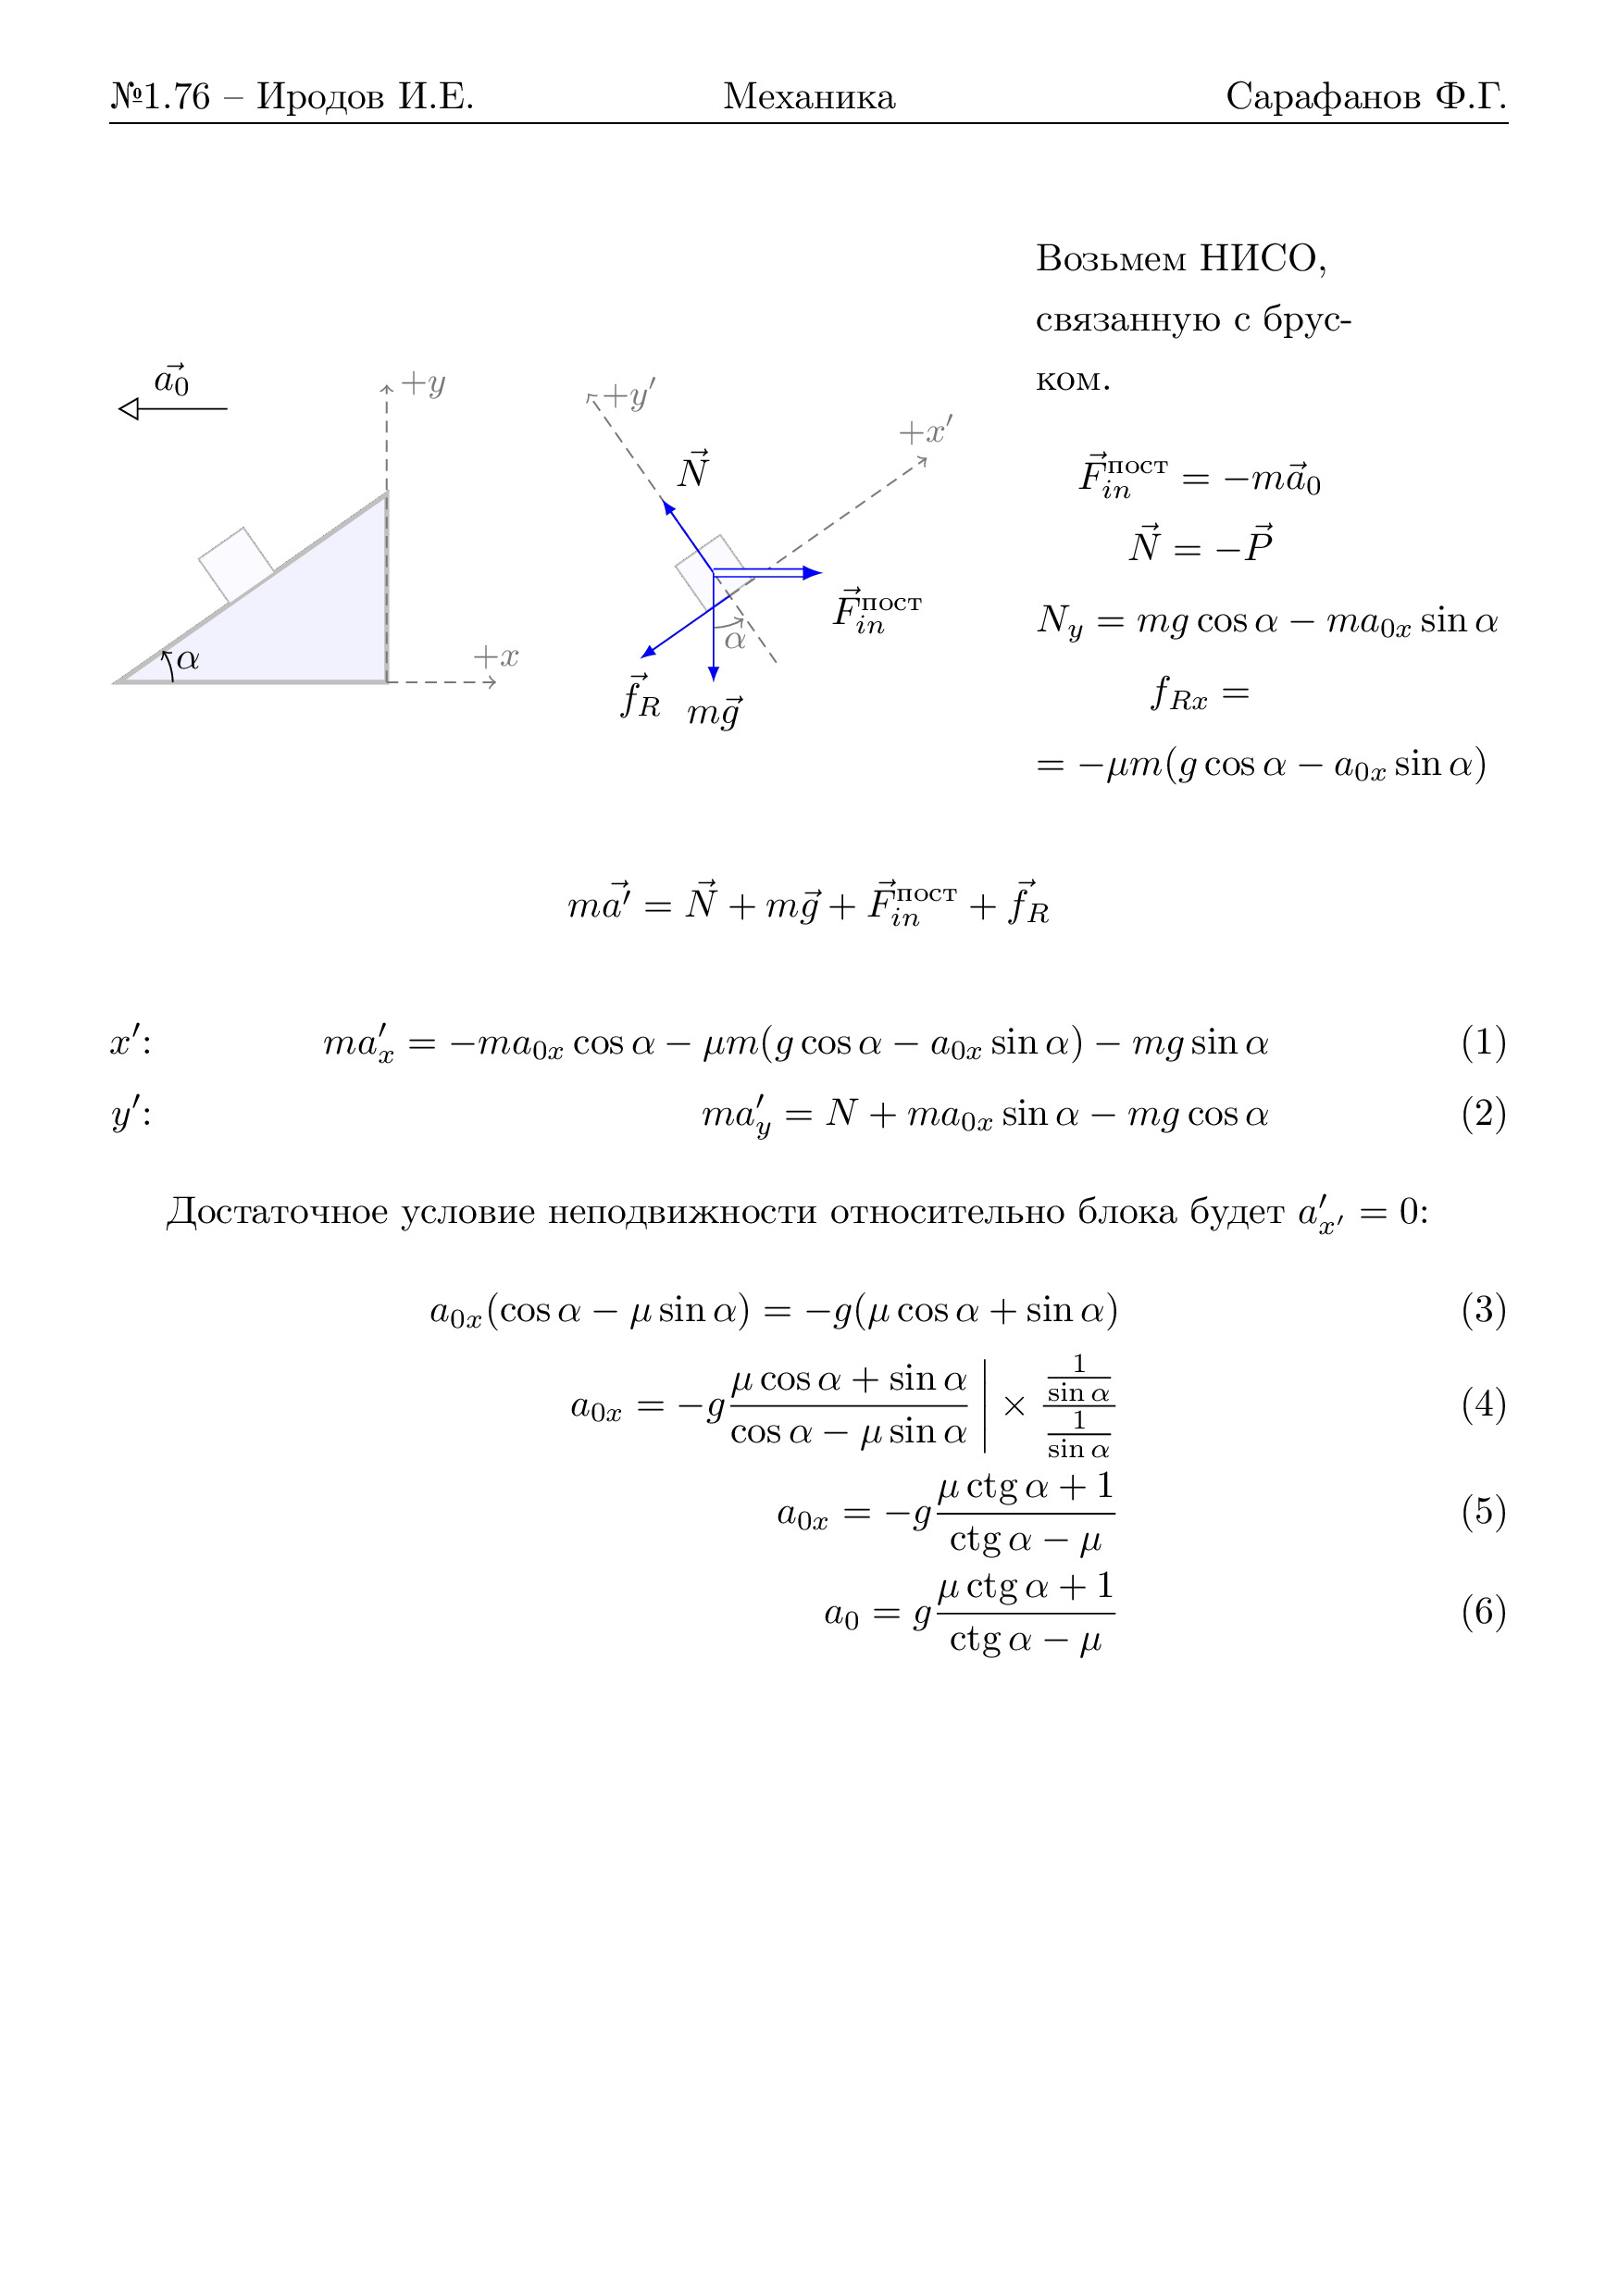 №1.76 – Иродов И.Е. Механика Сарафанов Ф.Г.
Возьмем НИСО,
связанную с брус-
ком.
$\vec{a_0}$
+y
α
+x
+y′
+x′
$\vec{N}$
$\vec{F}_{in}^{пост}$
α
$\vec{f}_R$
$m\vec{g}$
$\vec{F}_{in}^{пост} = -m\vec{a}_0$
$\vec{N} = -\vec{P}$
$N_y = mg\cos\alpha - ma_{0x}\sin\alpha$
$f_{Rx} =$
$= -\mu m(g\cos\alpha - a_{0x}\sin\alpha)$
$m\vec{a'} = \vec{N} + m\vec{g} + \vec{F}_{in}^{пост} + \vec{f}_R$
x′: $ma'_x = -ma_{0x}\cos\alpha - \mu m(g\cos\alpha - a_{0x}\sin\alpha) - mg\sin\alpha$ (1)
y′: $ma'_y = N + ma_{0x}\sin\alpha - mg\cos\alpha$ (2)
Достаточное условие неподвижности относительно блока будет $a'_{x'} = 0$:
$a_{0x}(\cos\alpha - \mu\sin\alpha) = -g(\mu\cos\alpha + \sin\alpha)$ (3)
$a_{0x} = -g\frac{\mu\cos\alpha + \sin\alpha}{\cos\alpha - \mu\sin\alpha} \Big| \times \frac{\frac{1}{\sin\alpha}}{\frac{1}{\sin\alpha}}$ (4)
$a_{0x} = -g\frac{\mu\,\text{ctg}\,\alpha + 1}{\text{ctg}\,\alpha - \mu}$ (5)
$a_0 = g\frac{\mu\,\text{ctg}\,\alpha + 1}{\text{ctg}\,\alpha - \mu}$ (6)